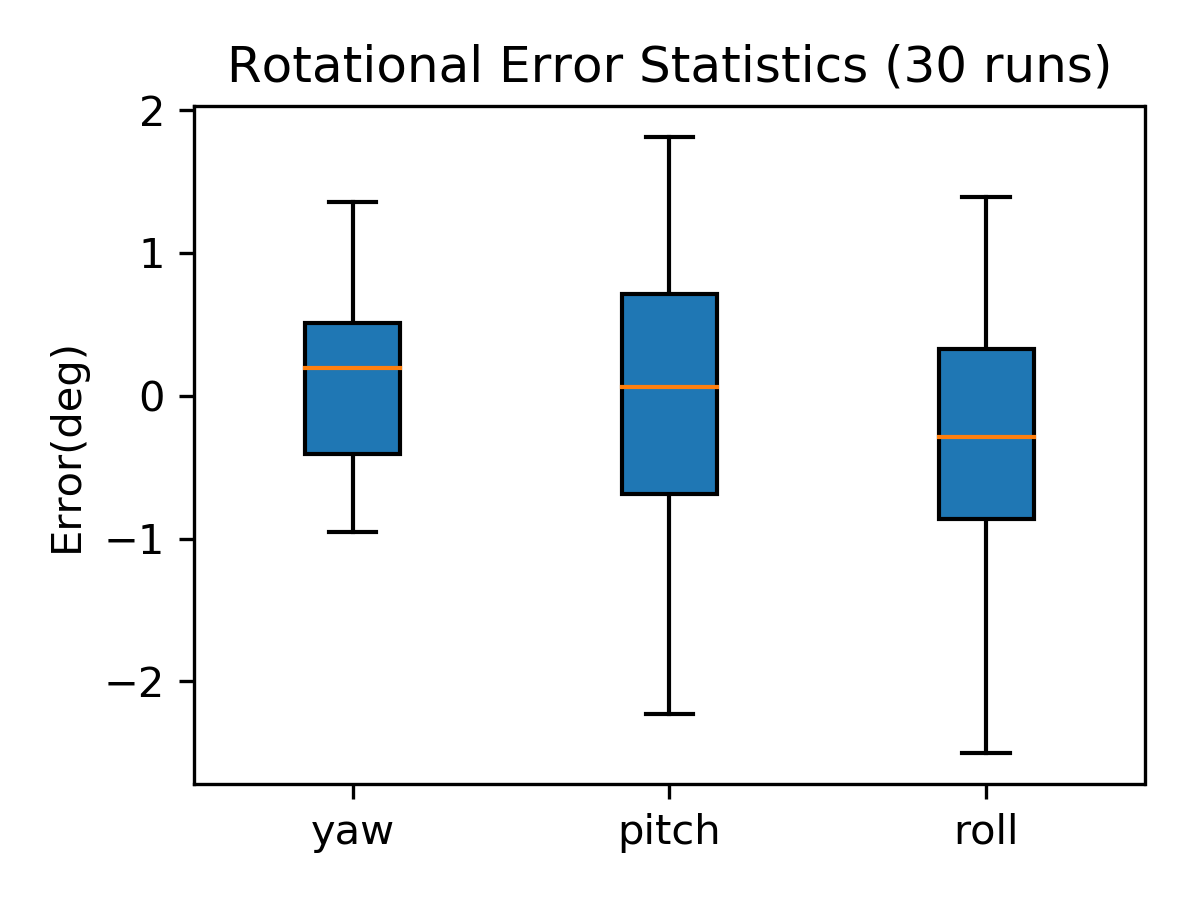 Rotational Error Statistics (30 runs)
Error(deg)
2
1
0
−1
−2
yaw pitch roll